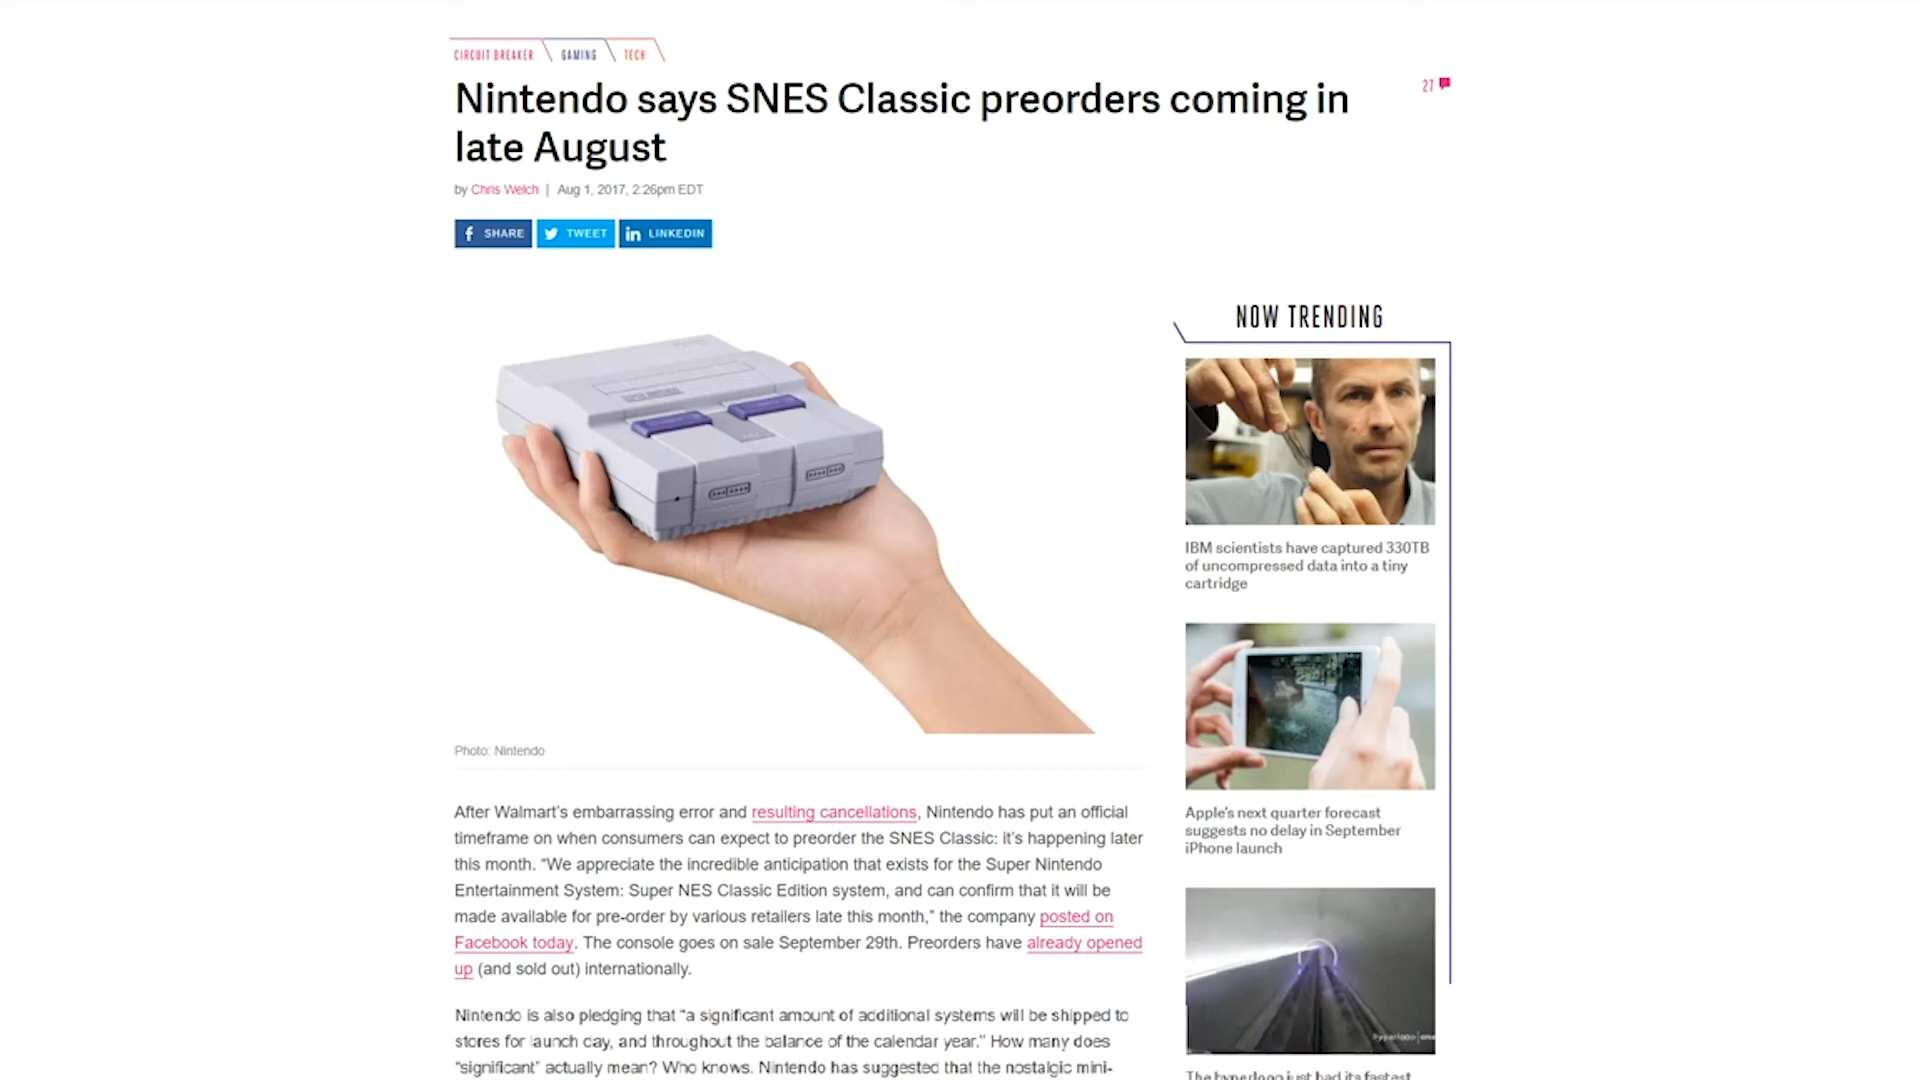 CIRCUIT BREAKER
GAMING
TECH
Nintendo says SNES Classic preorders coming in
late August
27
by Chris Welch | Aug 1, 2017, 2:26pm EDT
SHARE
TWEET
LINKEDIN
NOW TRENDING
IBM scientists have captured 330TB
of uncompressed data into a tiny
cartridge
Apple's next quarter forecast
suggests no delay in September
iPhone launch
hyperloop one
The hyperloop just had its fastest
Photo: Nintendo
After Walmart's embarrassing error and resulting cancellations, Nintendo has put an official
timeframe on when consumers can expect to preorder the SNES Classic: it's happening later
this month. “We appreciate the incredible anticipation that exists for the Super Nintendo
Entertainment System: Super NES Classic Edition system, and can confirm that it will be
made available for pre-order by various retailers late this month,” the company posted on
Facebook today. The console goes on sale September 29th. Preorders have already opened
up (and sold out) internationally.
Nintendo is also pledging that “a significant amount of additional systems will be shipped to
stores for launch day, and throughout the balance of the calendar year.” How many does
“significant” actually mean? Who knows. Nintendo has suggested that the nostalgic mini-